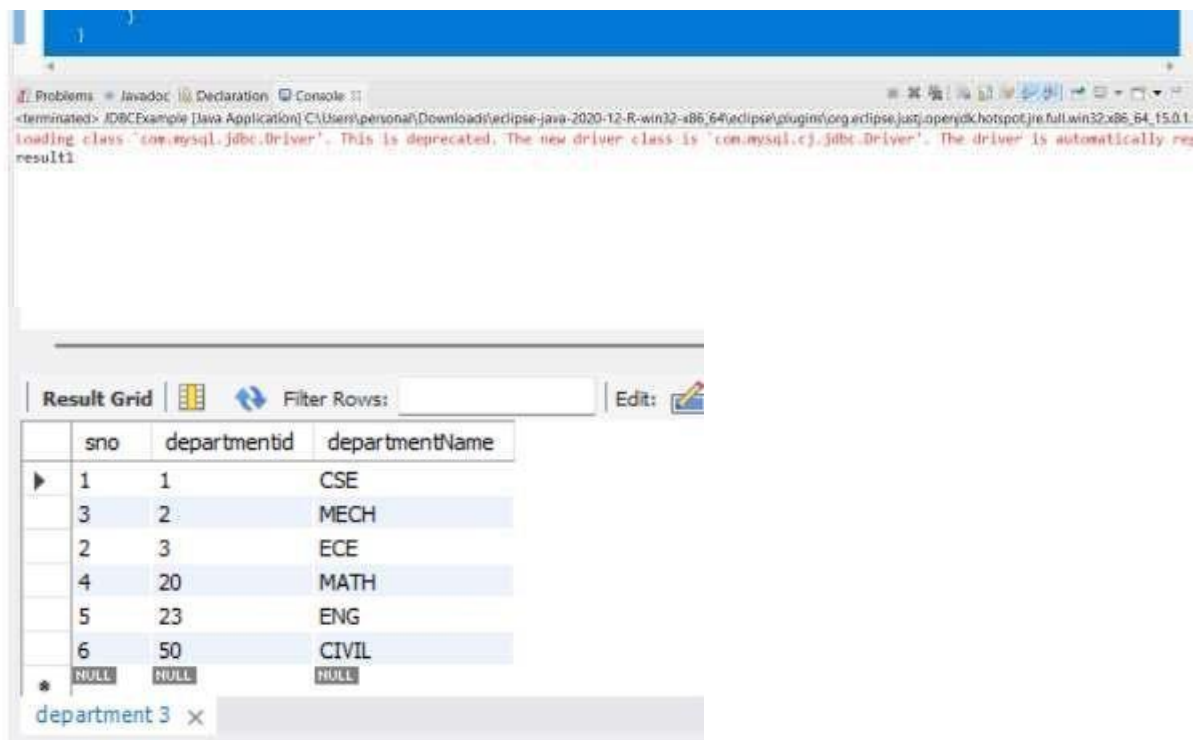 }
}
Problems Javadoc Declaration Console
<terminated> JDBCExample [Java Application] C:\Users\personal\Downloads\eclipse-java-2020-12-R-win32-x86_64\eclipse\plugins\org.eclipse.justj.openjdk.hotspot.jre.full.win32.x86_64_15.0.1.
Loading class `com.mysql.jdbc.Driver'. This is deprecated. The new driver class is `com.mysql.cj.jdbc.Driver'. The driver is automatically reg
result1
Result Grid Filter Rows: Edit:
sno departmentid departmentName
1 1 CSE
3 2 MECH
2 3 ECE
4 20 MATH
5 23 ENG
6 50 CIVIL
NULL NULL NULL
department 3